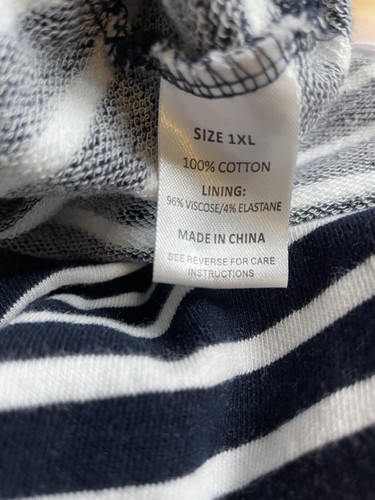 SIZE 1XL
100% COTTON
LINING:
96% VISCOSE/4% ELASTANE
MADE IN CHINA
SEE REVERSE FOR CARE
INSTRUCTIONS